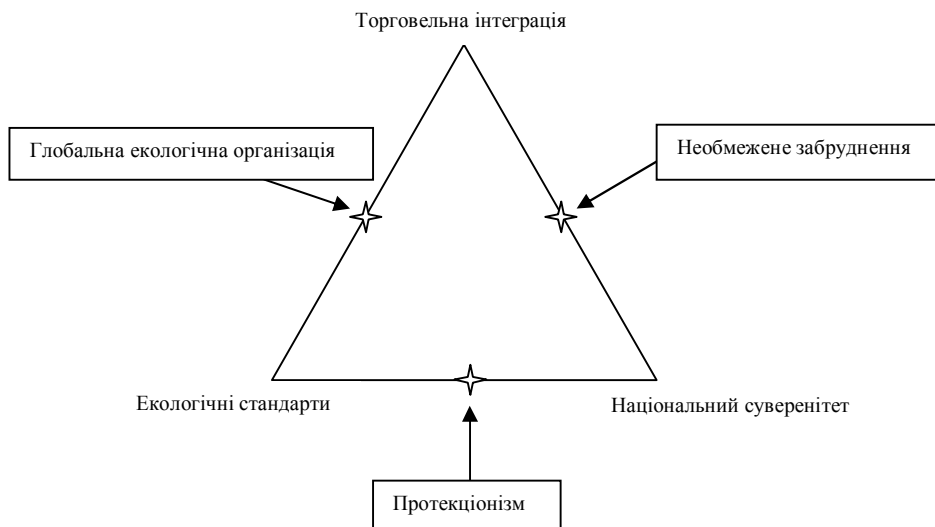 Торговельна інтеграція
Глобальна екологічна організація
Необмежене забруднення
Екологічні стандарти
Національний суверенітет
Протекціонізм